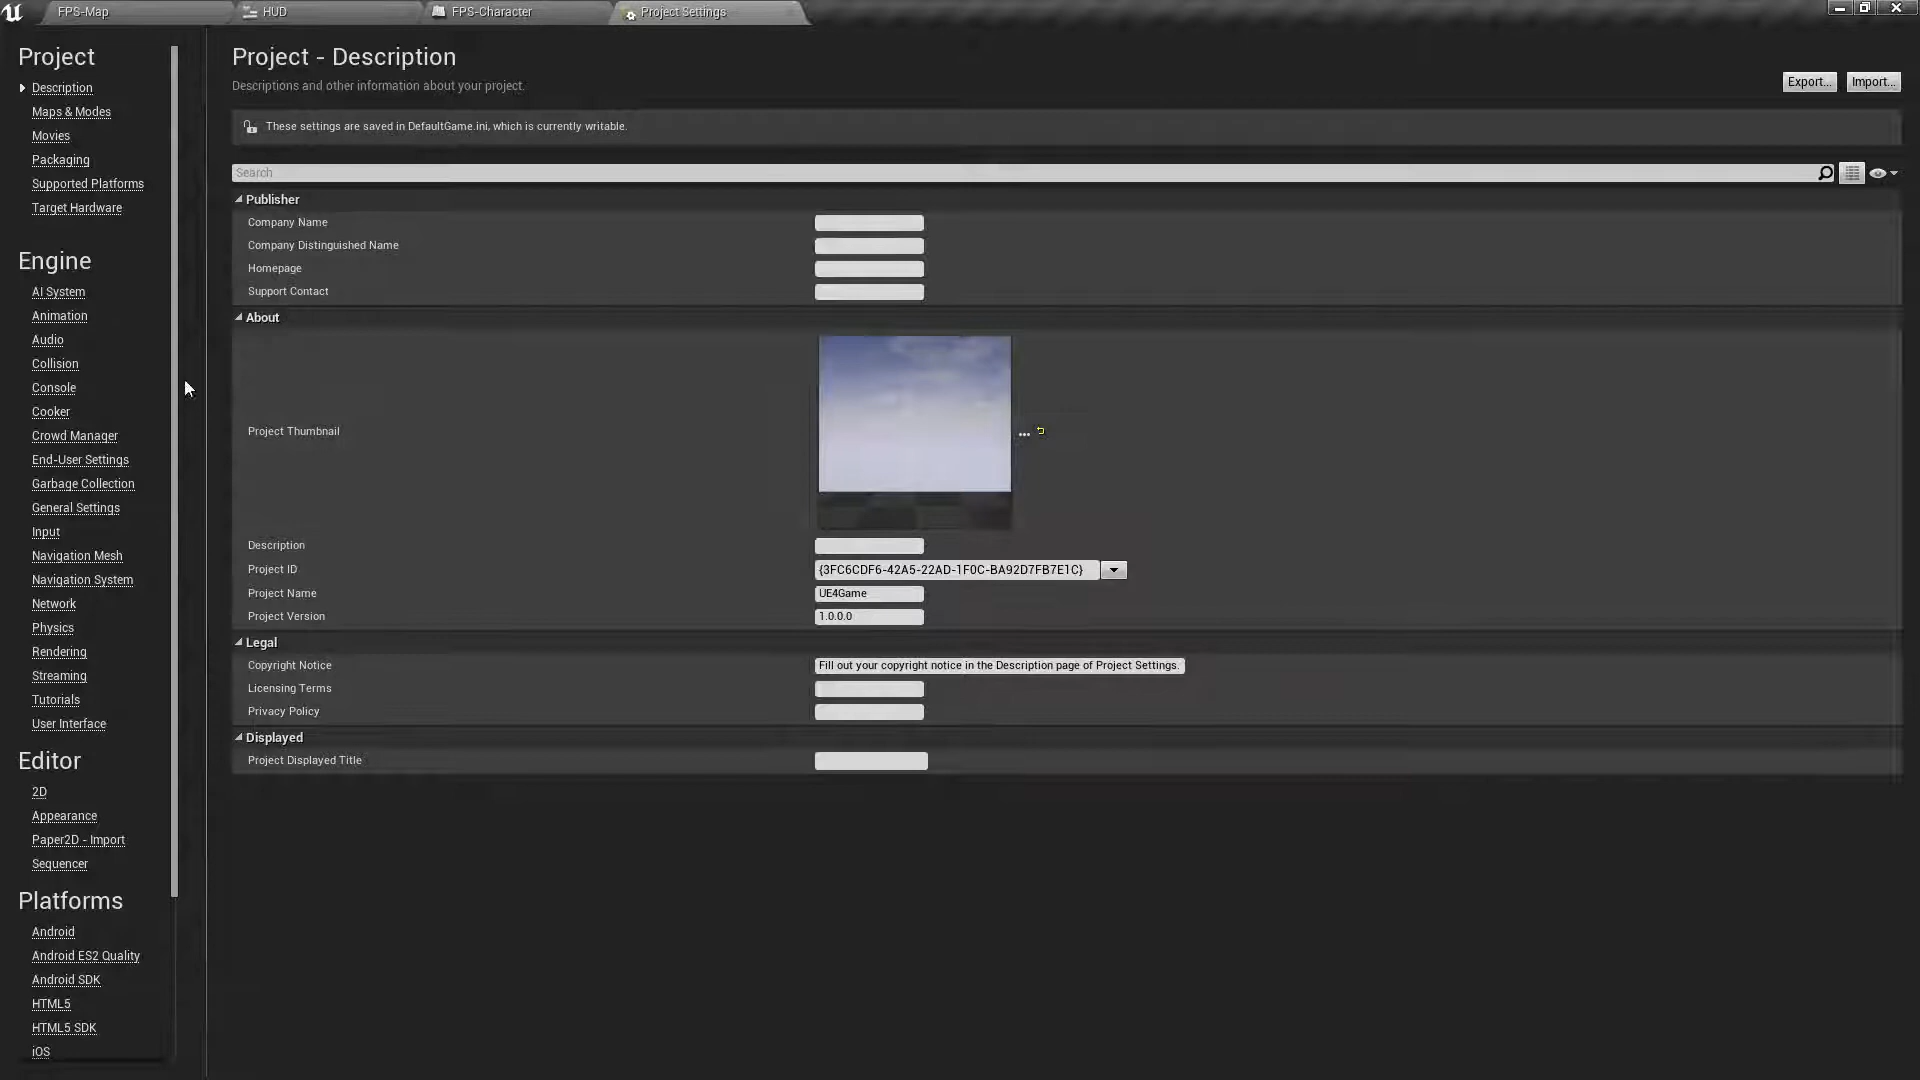 FPS-Map
HUD
FPS-Character
Project Settings
Project
Description
Maps & Modes
Movies
Packaging
Supported Platforms
Target Hardware
Engine
AI System
Animation
Audio
Collision
Console
Cooker
Crowd Manager
End-User Settings
Garbage Collection
General Settings
Input
Navigation Mesh
Navigation System
Network
Physics
Rendering
Streaming
Tutorials
User Interface
Editor
2D
Appearance
Paper2D - Import
Sequencer
Platforms
Android
Android ES2 Quality
Android SDK
HTML5
HTML5 SDK
iOS
Project - Description
Descriptions and other information about your project.
Export...
Import...
These settings are saved in DefaultGame.ini, which is currently writable.
Search
Publisher
Company Name
Company Distinguished Name
Homepage
Support Contact
About
Project Thumbnail
...
Description
Project ID {3FC6CDF6-42A5-22AD-1F0C-BA92D7FB7E1C}
Project Name UE4Game
Project Version 1.0.0.0
Legal
Copyright Notice Fill out your copyright notice in the Description page of Project Settings.
Licensing Terms
Privacy Policy
Displayed
Project Displayed Title